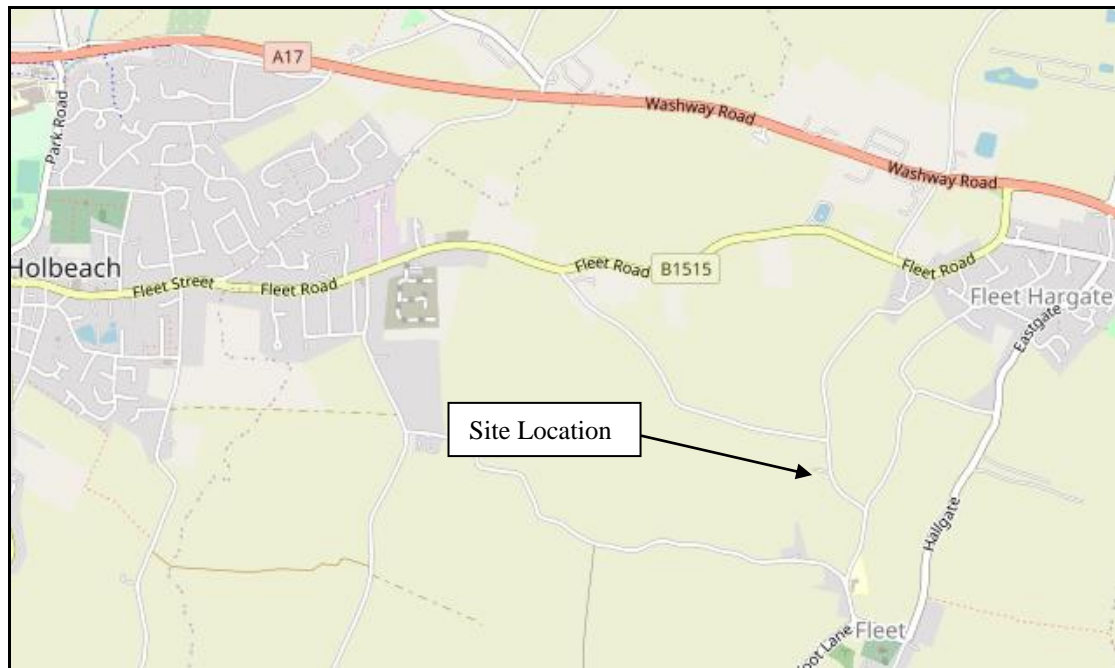 A17
Park Road
Washway Road
Washway Road
Holbeach
Fleet Street
Fleet Road
Fleet Road
B1515
Fleet Road
Fleet Hargate
Eastgate
Site Location
Hallgate
Fleet
oot Lane